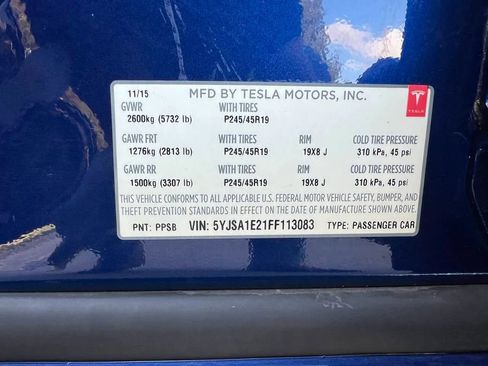 11/15 MFD BY TESLA MOTORS, INC.
GVWR WITH TIRES
2600kg (5732 lb) P245/45R19
GAWR FRT WITH TIRES RIM COLD TIRE PRESSURE
1276kg (2813 lb) P245/45R19 19X8 J 310 kPa, 45 psi
GAWR RR WITH TIRES RIM COLD TIRE PRESSURE
1500kg (3307 lb) P245/45R19 19X8 J 310 kPa, 45 psi
THIS VEHICLE CONFORMS TO ALL APPLICABLE U.S. FEDERAL MOTOR VEHICLE SAFETY, BUMPER, AND
THEFT PREVENTION STANDARDS IN EFFECT ON THE DATE OF MANUFACTURE SHOWN ABOVE.
PNT: PPSB VIN: 5YJSA1E21FF113083 TYPE: PASSENGER CAR